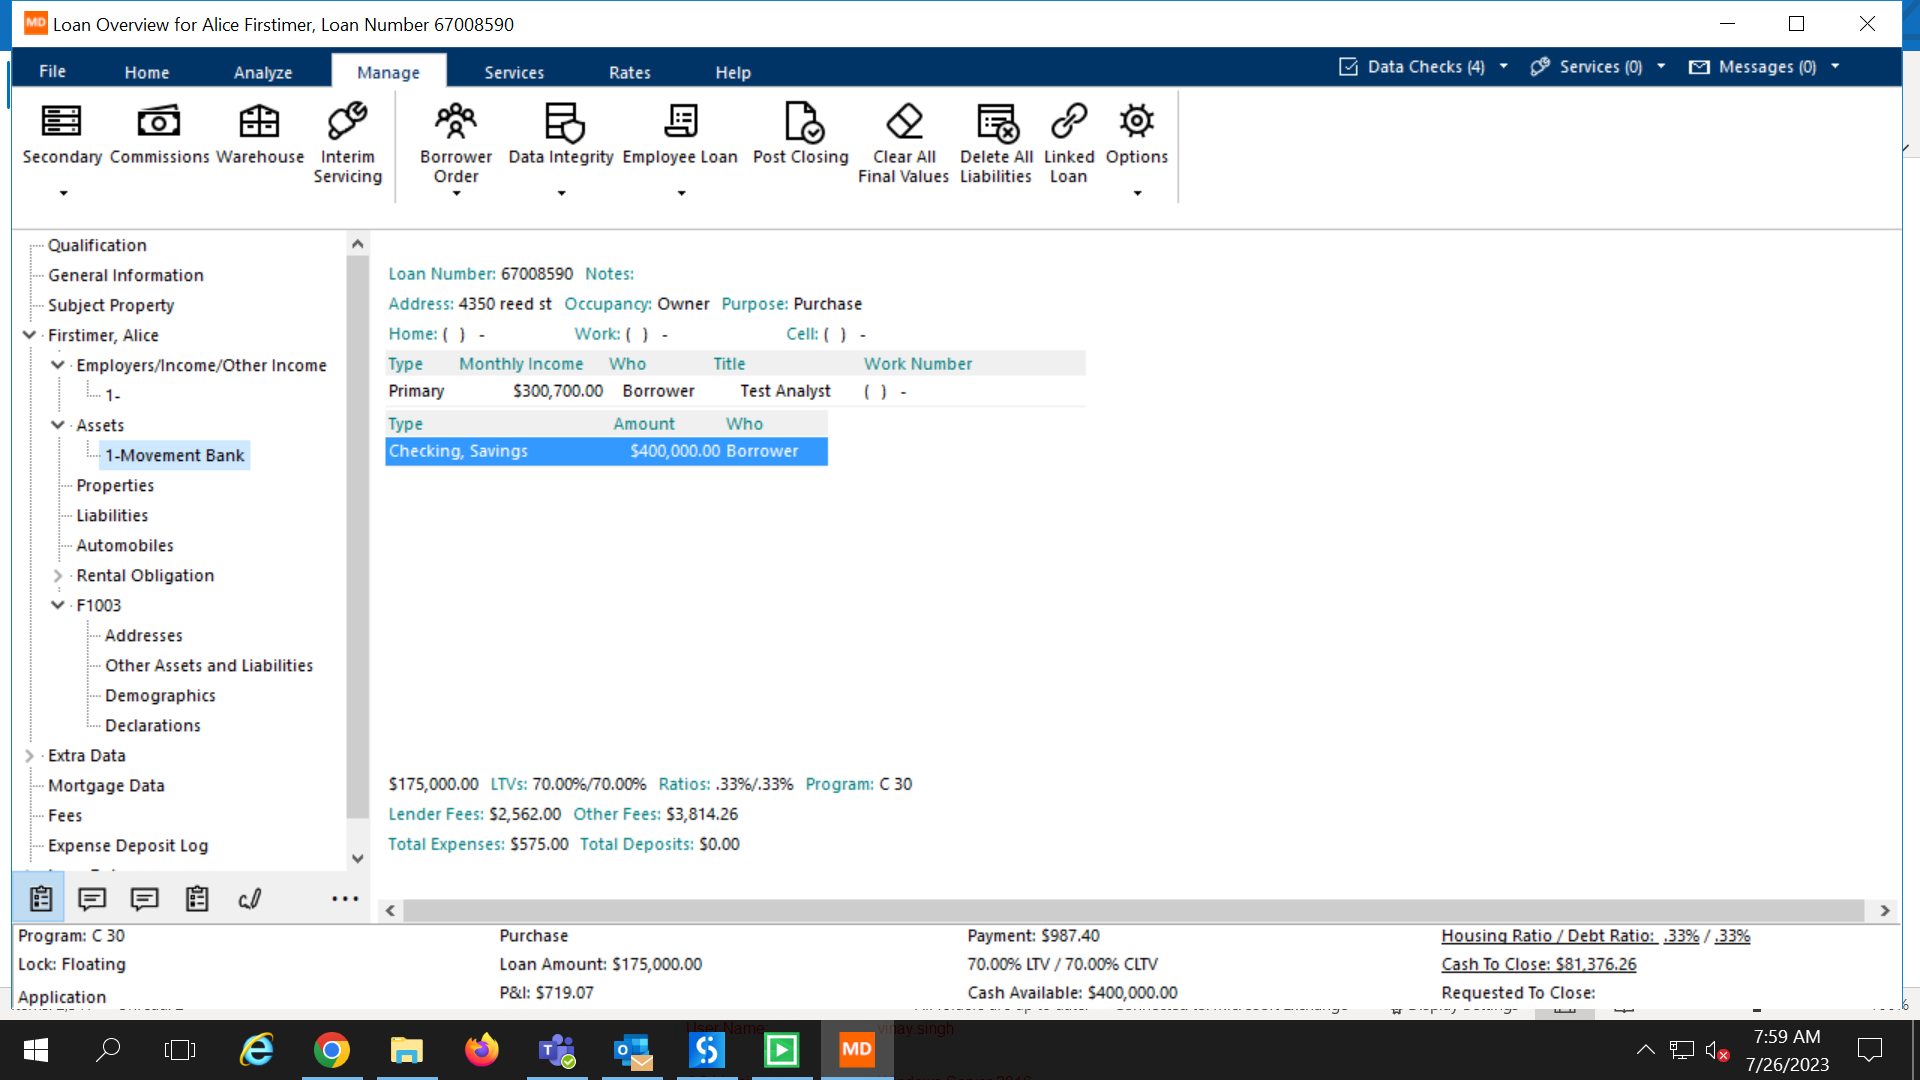 MD Loan Overview for Alice Firstimer, Loan Number 67008590
File Home Analyze Manage Services Rates Help Data Checks (4) Services (0) Messages (0)
Secondary Commissions Warehouse Interim Servicing Borrower Order Data Integrity Employee Loan Post Closing Clear All Final Values Delete All Liabilities Linked Loan Options
Qualification
General Information
Subject Property
Firstimer, Alice
Employers/Income/Other Income
1-
Assets
1-Movement Bank
Properties
Liabilities
Automobiles
Rental Obligation
F1003
Addresses
Other Assets and Liabilities
Demographics
Declarations
Extra Data
Mortgage Data
Fees
Expense Deposit Log
Loan Number: 67008590 Notes:
Address: 4350 reed st Occupancy: Owner Purpose: Purchase
Home: ( ) - Work: ( ) - Cell: ( ) -
Type Monthly Income Who Title Work Number
Primary $300,700.00 Borrower Test Analyst ( ) -
Type Amount Who
Checking, Savings $400,000.00 Borrower
$175,000.00 LTVs: 70.00%/70.00% Ratios: .33%/.33% Program: C 30
Lender Fees: $2,562.00 Other Fees: $3,814.26
Total Expenses: $575.00 Total Deposits: $0.00
Program: C 30 Purchase Payment: $987.40 Housing Ratio / Debt Ratio: .33% / .33%
Lock: Floating Loan Amount: $175,000.00 70.00% LTV / 70.00% CLTV Cash To Close: $81,376.26
Application P&I: $719.07 Cash Available: $400,000.00 Requested To Close:
User Name: vinay.singh
MD
7:59 AM
7/26/2023